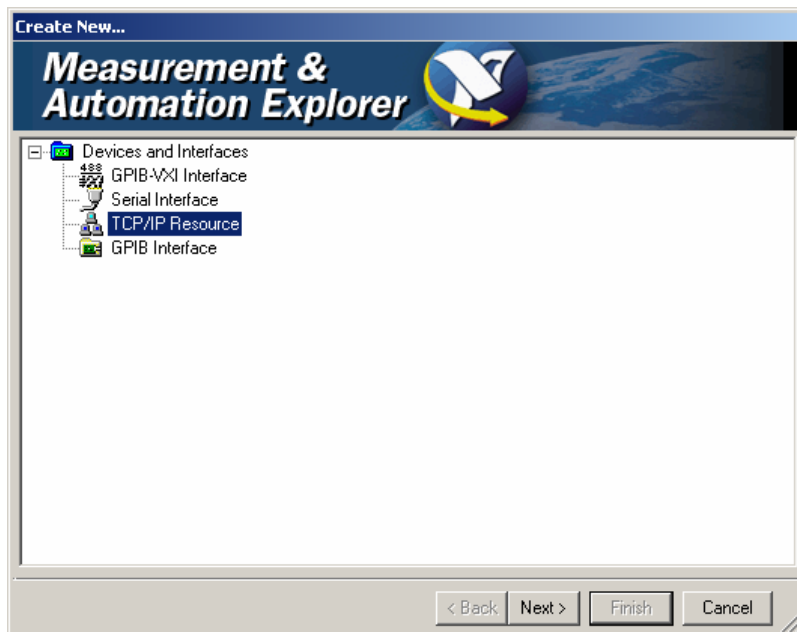 Create New...
Measurement &
Automation Explorer
Devices and Interfaces
GPIB-VXI Interface
Serial Interface
TCP/IP Resource
GPIB Interface
< Back
Next >
Finish
Cancel